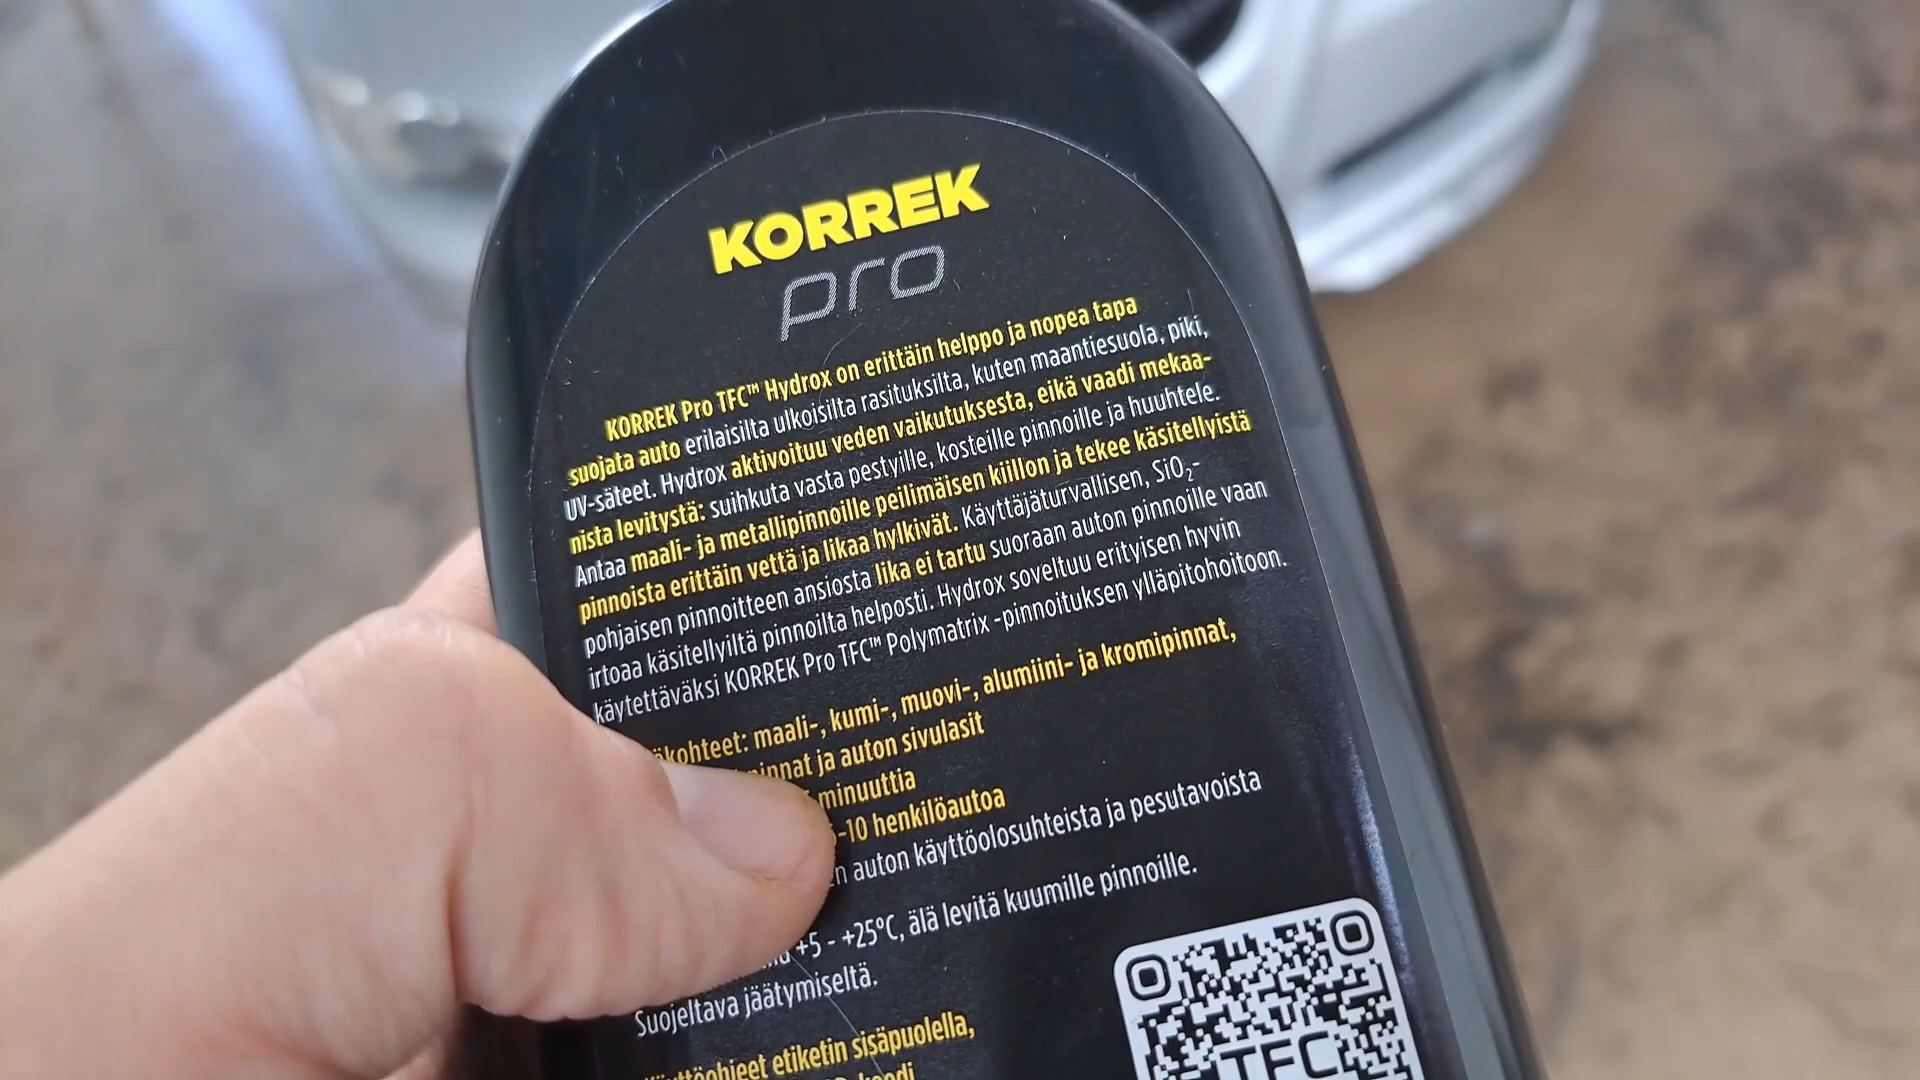 KORREK
pro
KORREK Pro TFC™ Hydrox on erittäin helppo ja nopea tapa
suojata auto erilaisilta ulkoisilta rasituksilta, kuten maantiesuola, piki,
UV-säteet. Hydrox aktivoituu veden vaikutuksesta, eikä vaadi mekaa-
nista levitystä: suihkuta vasta pestyille, kosteille pinnoille ja huuhtele.
Antaa maali- ja metallipinnoille peilimäisen kiillon ja tekee käsitellyistä
pinnoista erittäin vettä ja likaa hylkivät. Käyttäjäturvallisen, SiO₂-
pohjaisen pinnoitteen ansiosta lika ei tartu suoraan auton pinnoille vaan
irtoaa käsitellyiltä pinnoilta helposti. Hydrox soveltuu erityisen hyvin
käytettäväksi KORREK Pro TFC™ Polymatrix -pinnoituksen ylläpitohoitoon.
maali-, kumi-, muovi-, alumiini- ja kromipinnat,
ja auton sivulasit
minuuttia
-10 henkilöautoa
auton käyttöolosuhteista ja pesutavoista
+5 - +25°C, älä levitä kuumille pinnoille.
Suojeltava jäätymiseltä.
etiketin sisäpuolella,
TFC